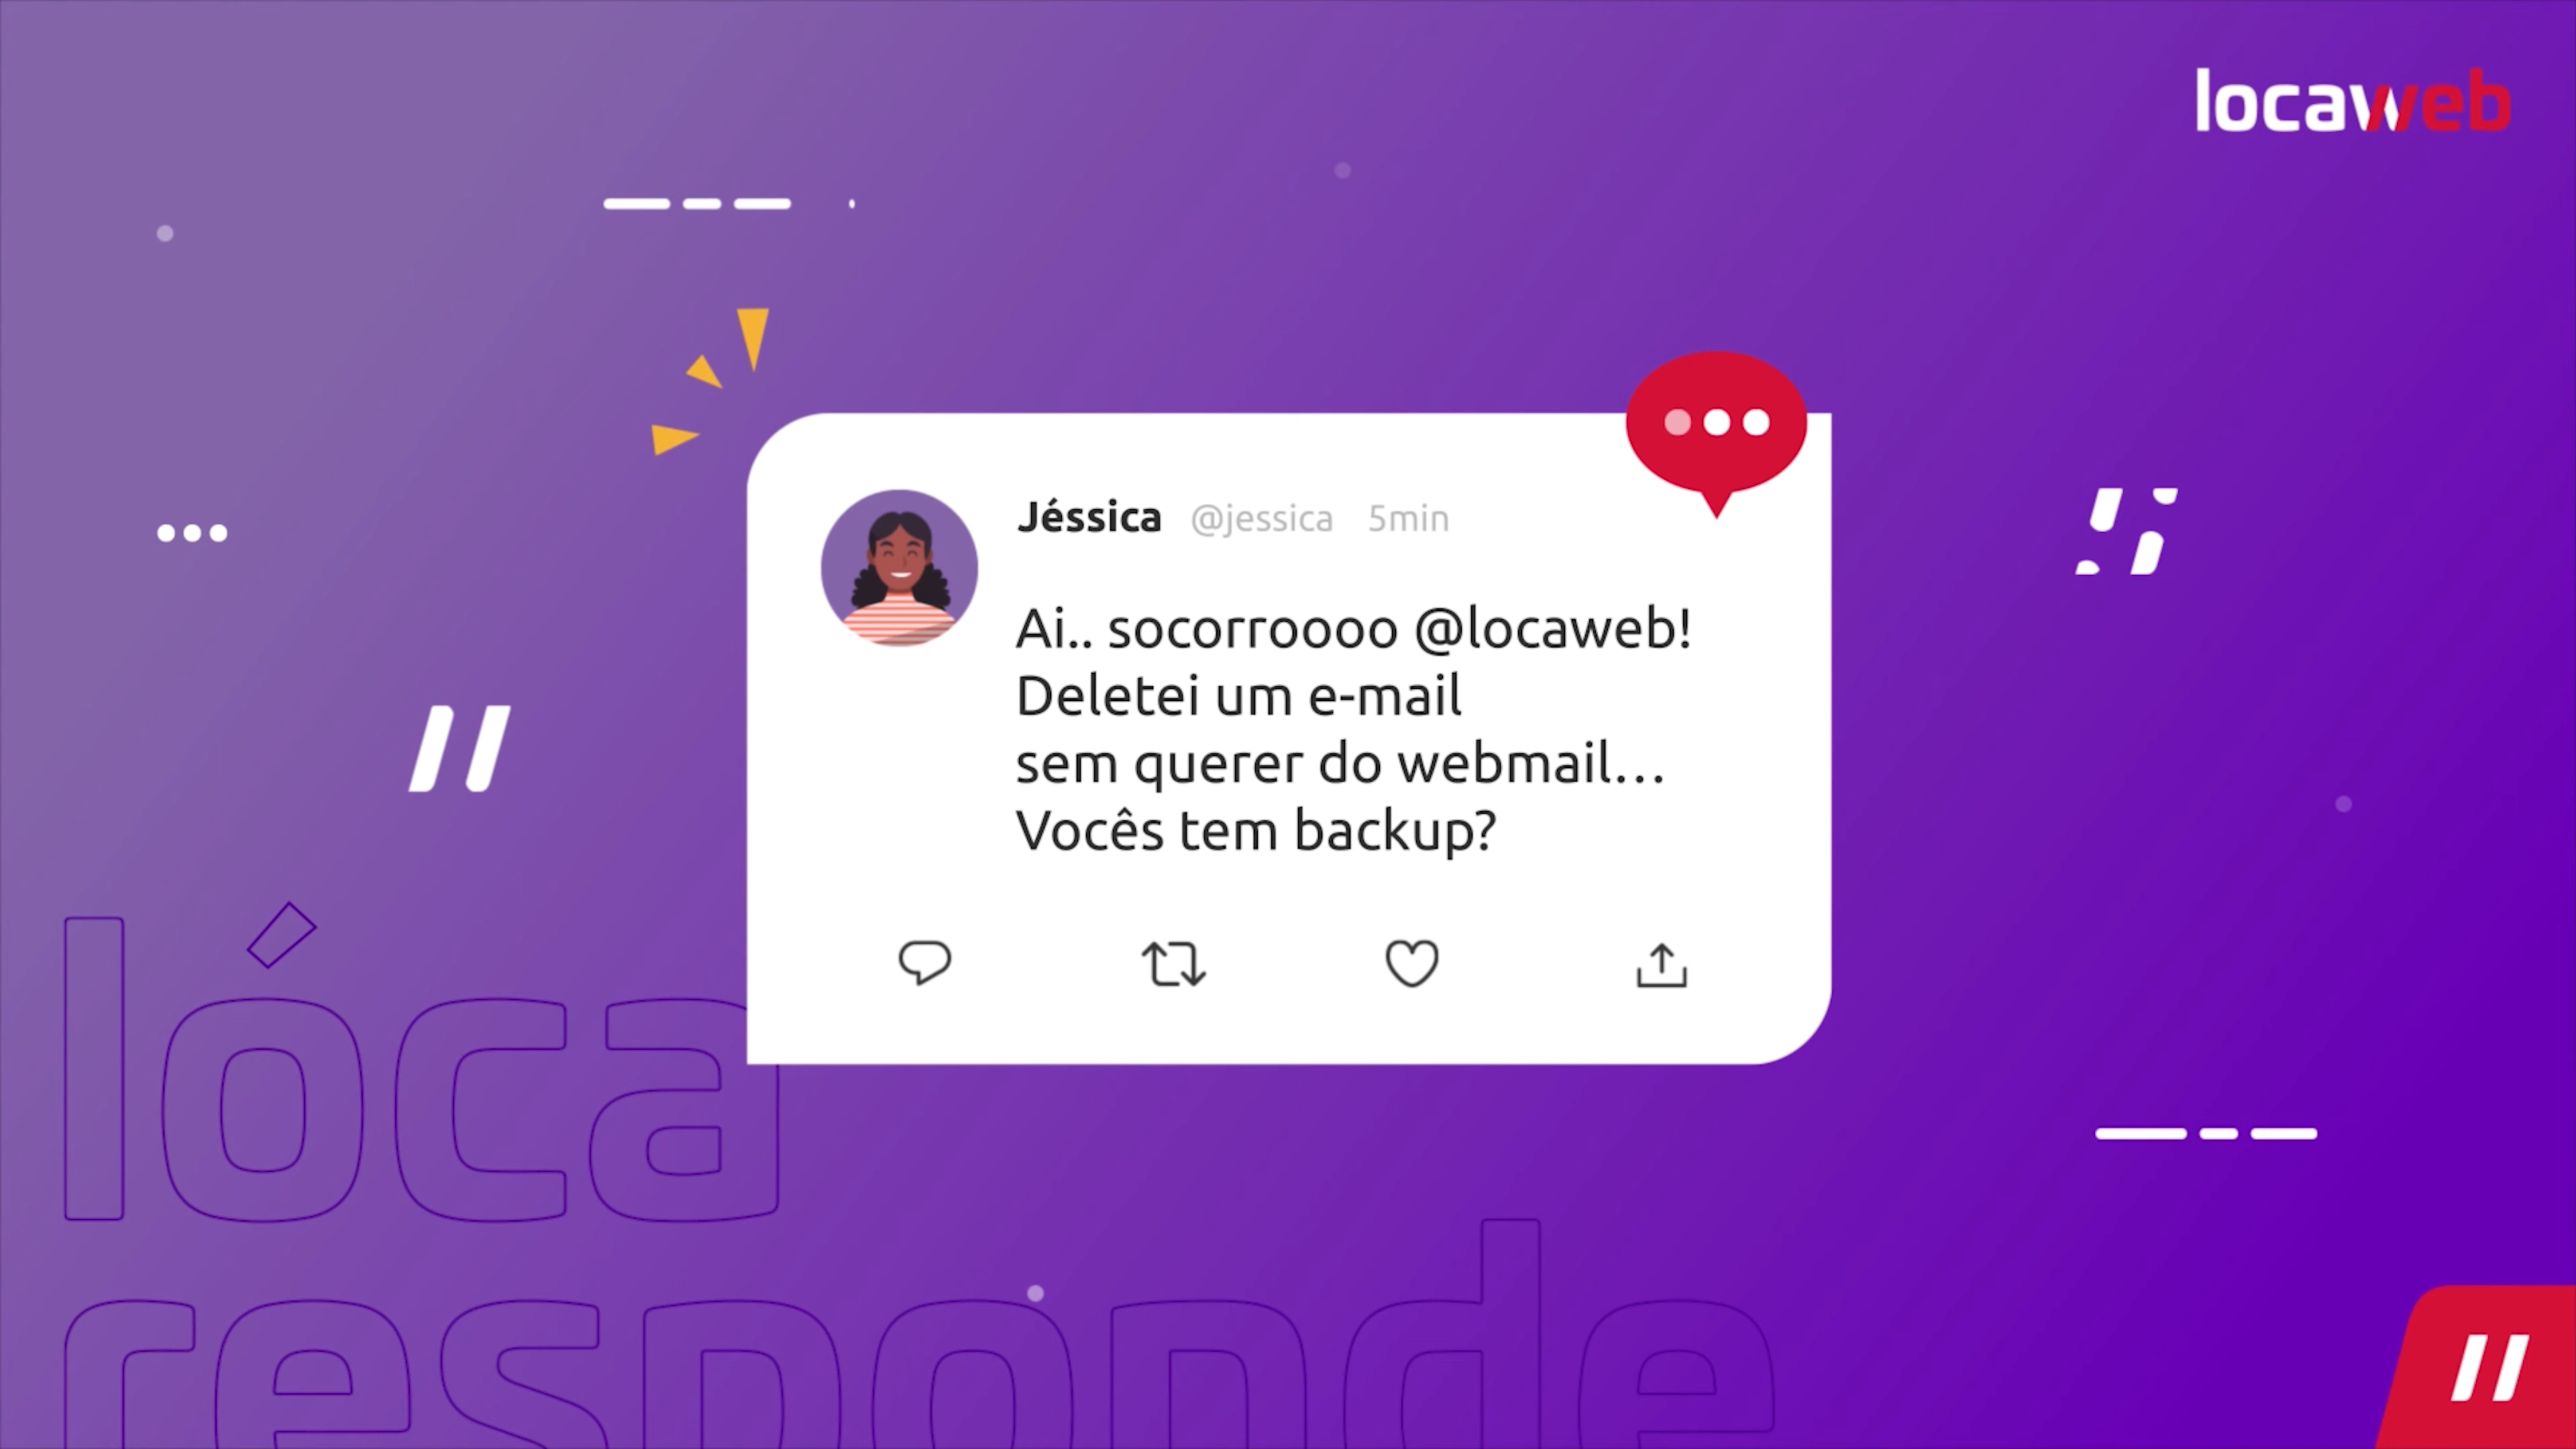 locaweb
Jéssica @jessica 5min
Ai.. socorroooo @locaweb!
Deletei um e-mail
sem querer do webmail...
Vocês tem backup?
lóca
responde